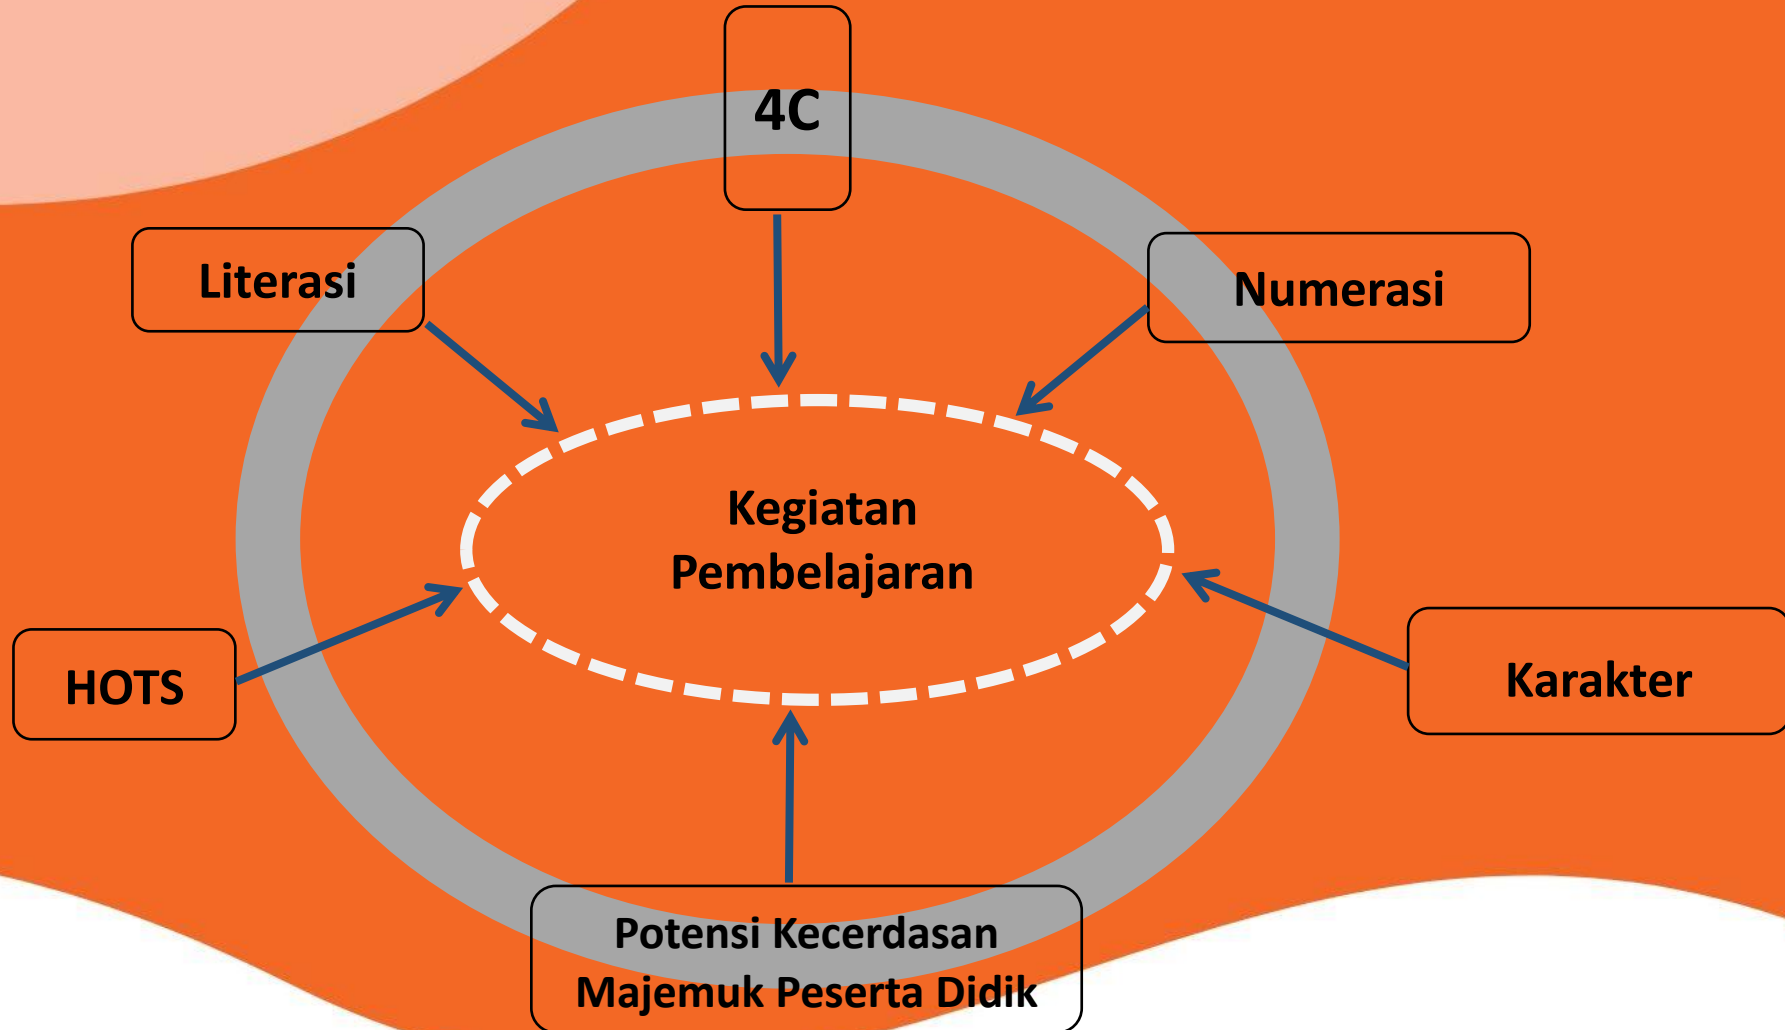 4C
Literasi
Numerasi
Kegiatan
Pembelajaran
HOTS
Karakter
Potensi Kecerdasan
Majemuk Peserta Didik